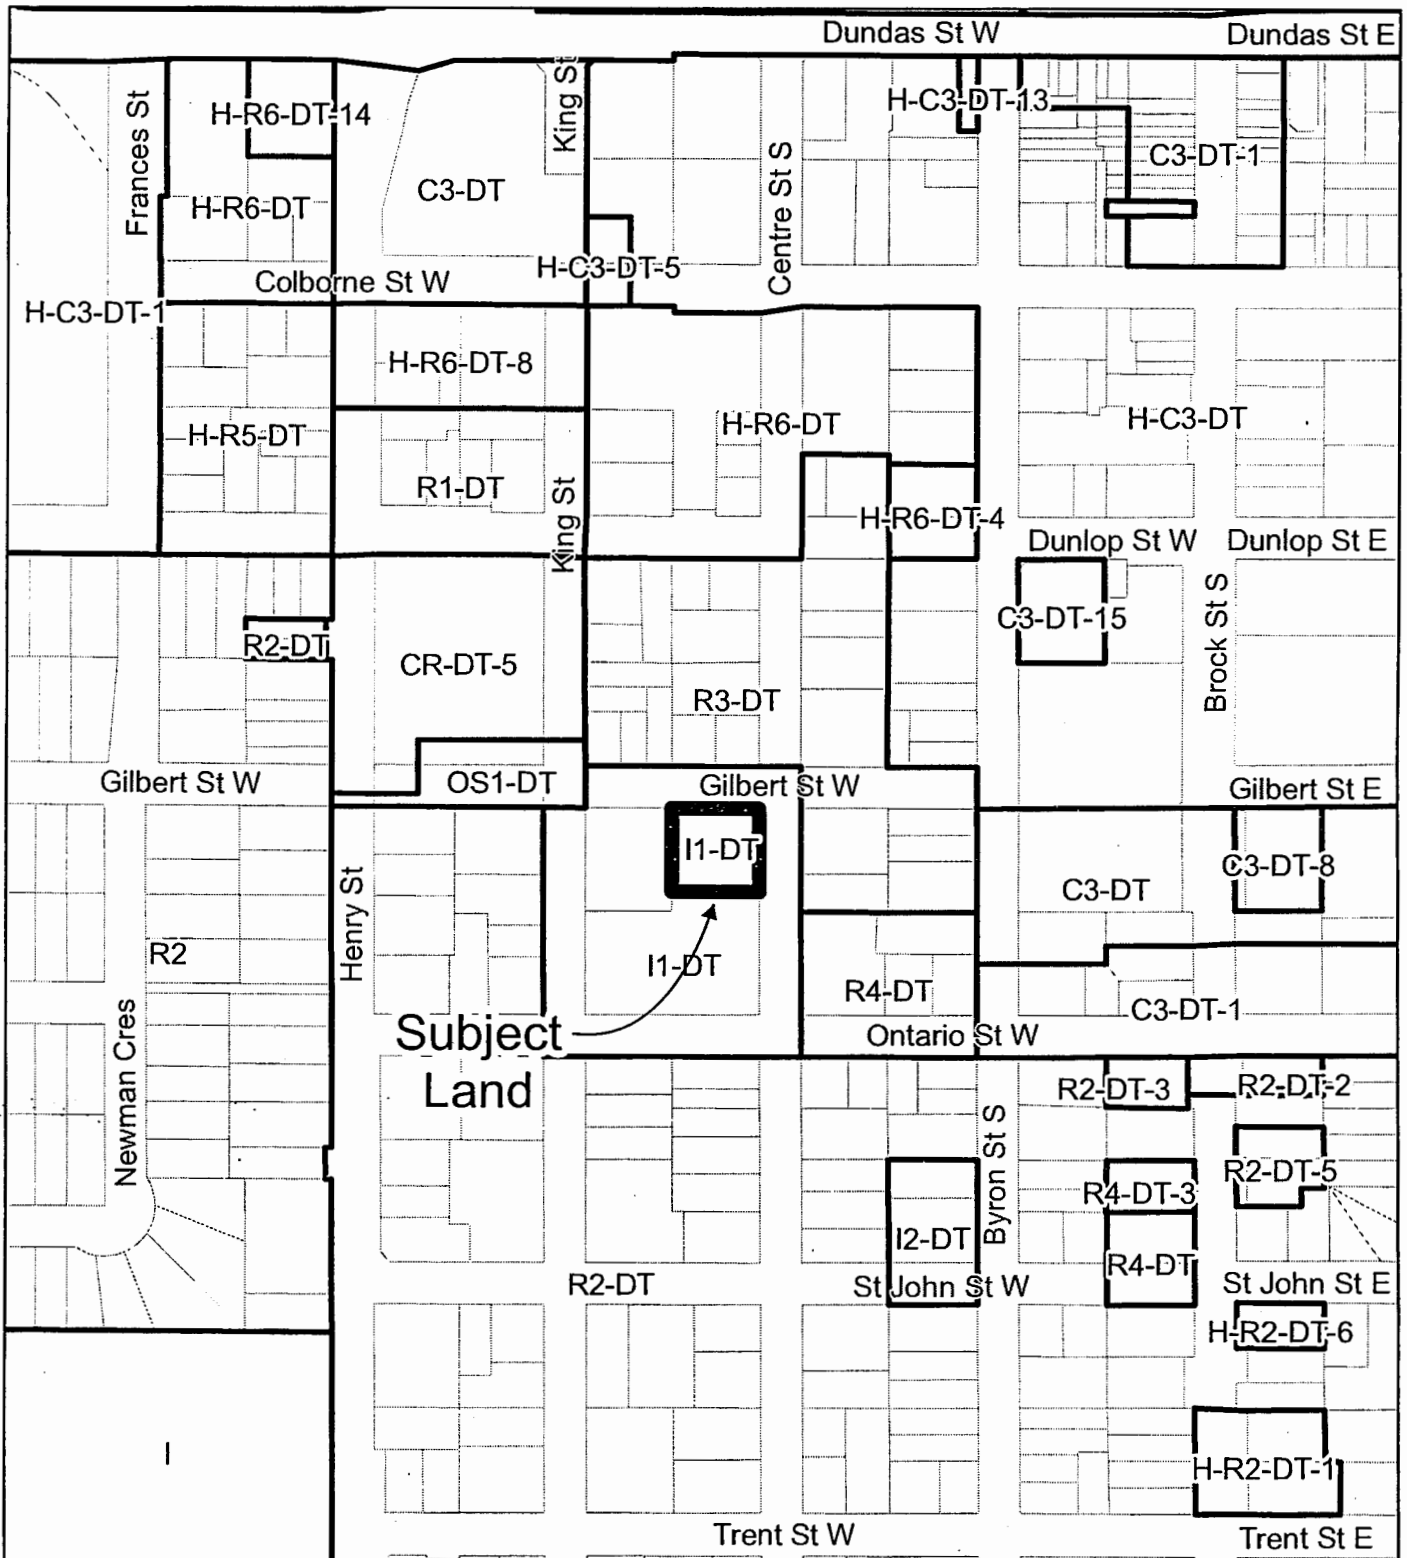 Dundas St W
Dundas St E
Frances St
H-R6-DT-14
King St
H-C3-DT-13
C3-DT-1
C3-DT
H-R6-DT
Centre St S
H-C3-DT-5
Colborne St W
H-C3-DT-1
H-R6-DT-8
H-R5-DT
H-R6-DT
H-C3-DT
R1-DT
King St
H-R6-DT-4
Dunlop St W
Dunlop St E
C3-DT-15
Brock St S
R2-DT
CR-DT-5
R3-DT
Gilbert St W
OS1-DT
Gilbert St W
Gilbert St E
I1-DT
C3-DT-8
C3-DT
Henry St
R2
I1-DT
R4-DT
C3-DT-1
Subject
Land
Ontario St W
Newman Cres
R2-DT-3
R2-DT-2
Byron St S
R4-DT-3
R2-DT-5
I2-DT
R4-DT
R2-DT
St John St W
St John St E
H-R2-DT-6
I
H-R2-DT-1
Trent St W
Trent St E